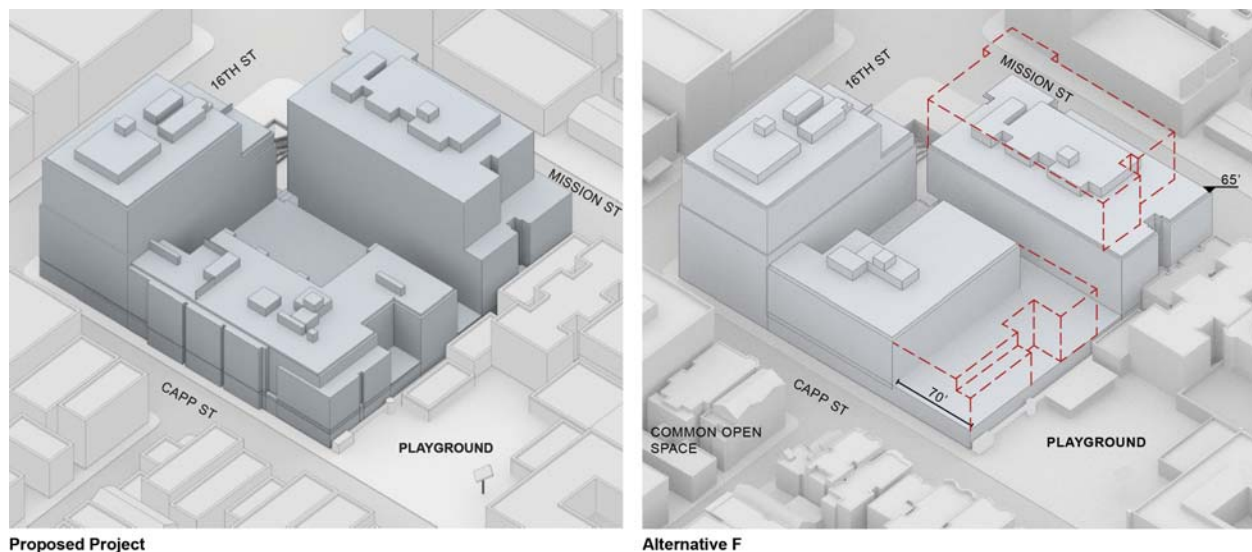 16TH ST
MISSION ST
CAPP ST
PLAYGROUND
Proposed Project
16TH ST
MISSION ST
65'
70'
CAPP ST
COMMON OPEN
SPACE
PLAYGROUND
Alternative F